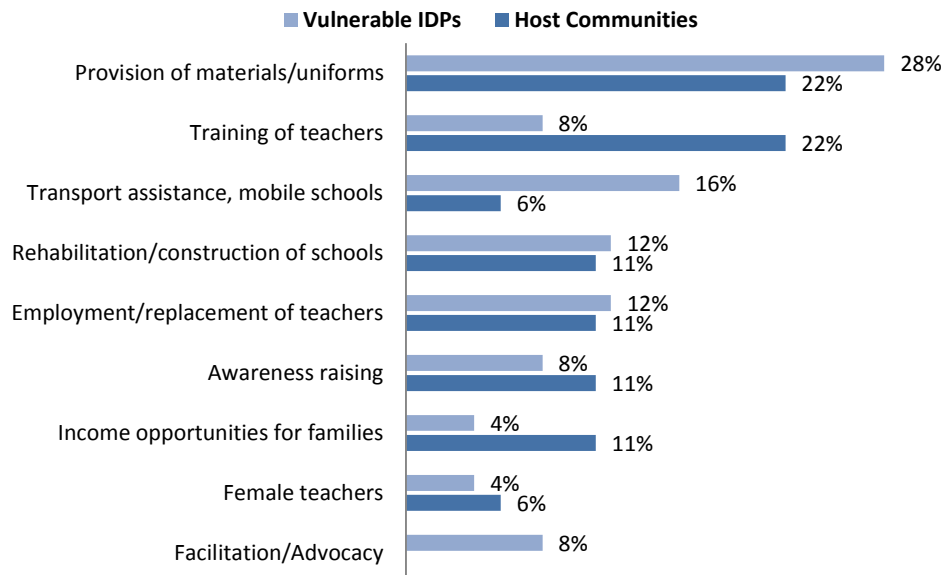 Vulnerable IDPs Host Communities
Provision of materials/uniforms 28%
22%
Training of teachers 8%
22%
Transport assistance, mobile schools 16%
6%
Rehabilitation/construction of schools 12%
11%
Employment/replacement of teachers 12%
11%
Awareness raising 8%
11%
Income opportunities for families 4%
11%
Female teachers 4%
6%
Facilitation/Advocacy 8%